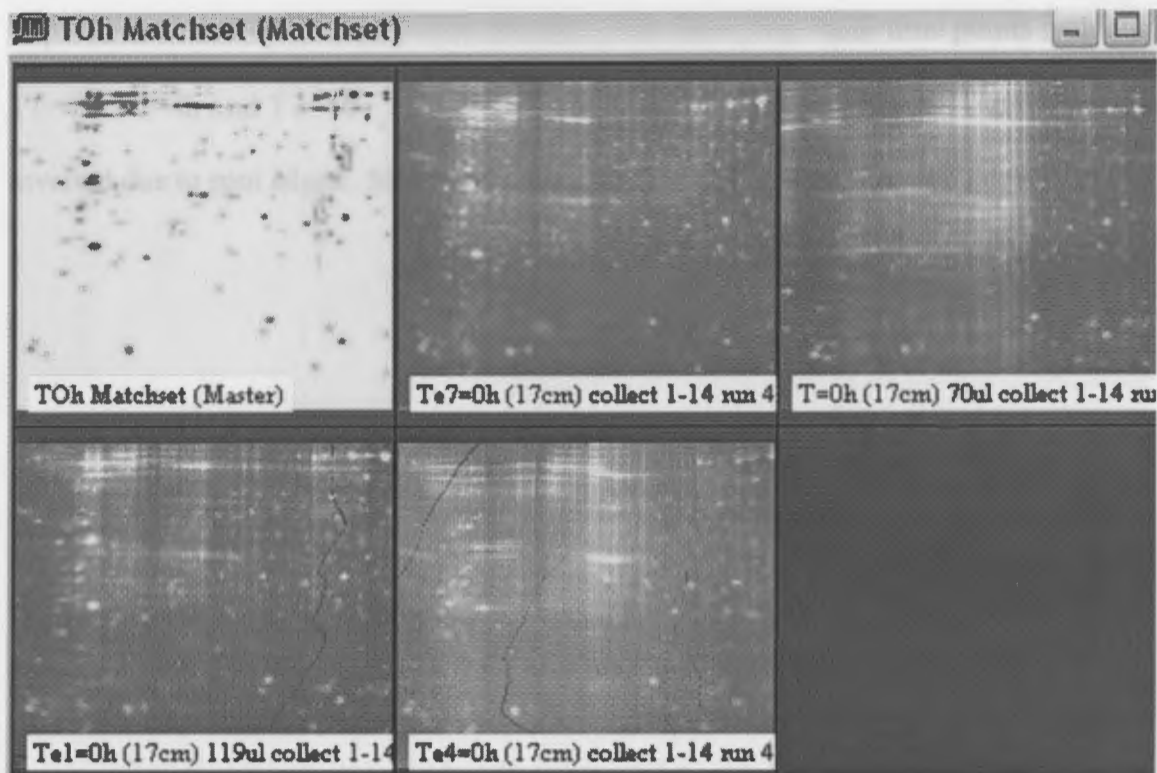 TOh Matchset (Matchset)
TOh Matchset (Master)
Te7=0h (17cm) collect 1-14 run 4
T=0h (17cm) 70ul collect 1-14 ru
Te1=0h (17cm) 119ul collect 1-14
Te4=0h (17cm) collect 1-14 run 4